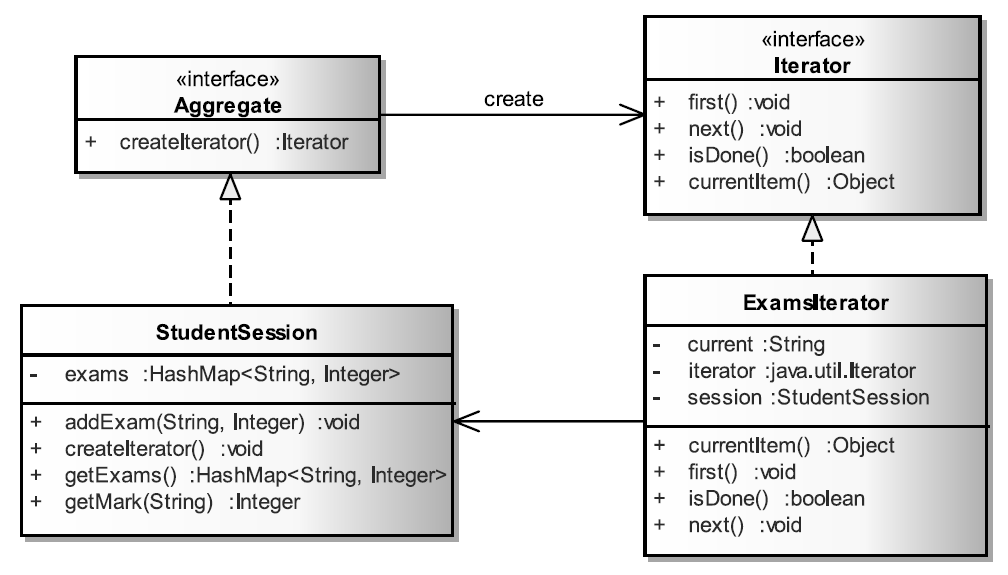 «interface»
Aggregate
+ createIterator() :Iterator
create
«interface»
Iterator
+ first() :void
+ next() :void
+ isDone() :boolean
+ currentItem() :Object
StudentSession
- exams :HashMap<String, Integer>
+ addExam(String, Integer) :void
+ createIterator() :void
+ getExams() :HashMap<String, Integer>
+ getMark(String) :Integer
ExamsIterator
- current :String
- iterator :java.util.Iterator
- session :StudentSession
+ currentItem() :Object
+ first() :void
+ isDone() :boolean
+ next() :void